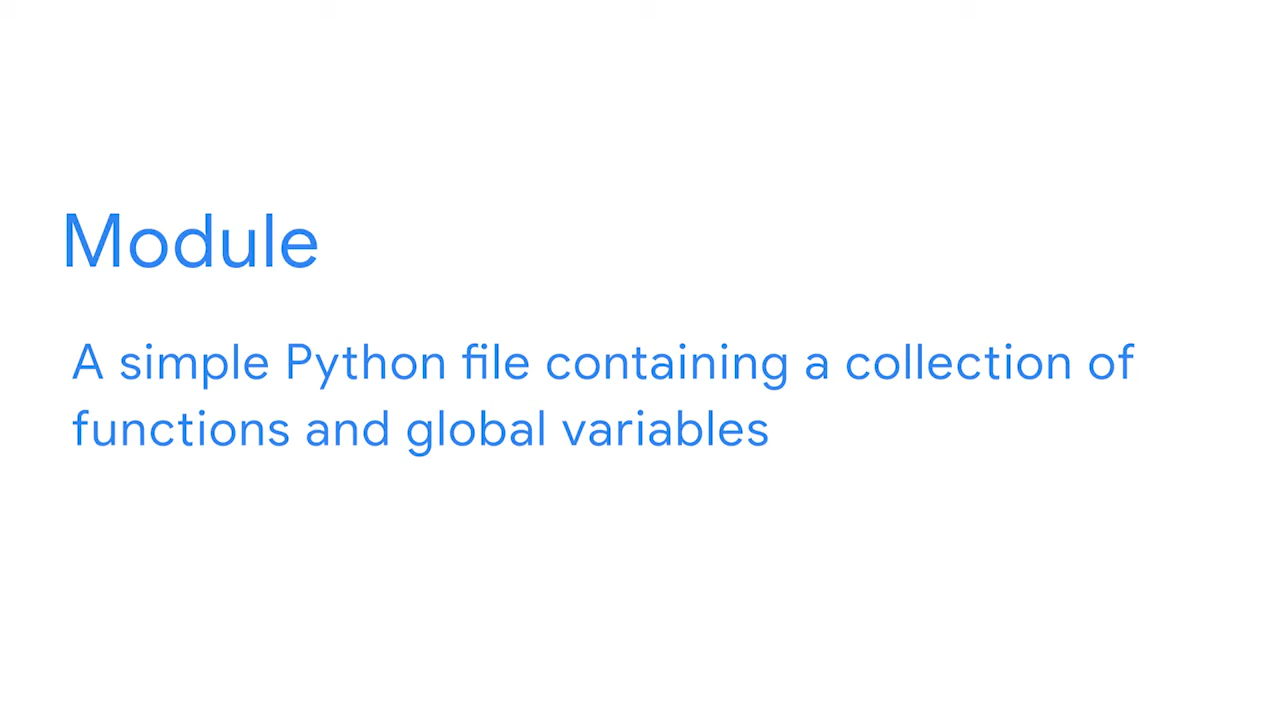 Module
A simple Python file containing a collection of
functions and global variables